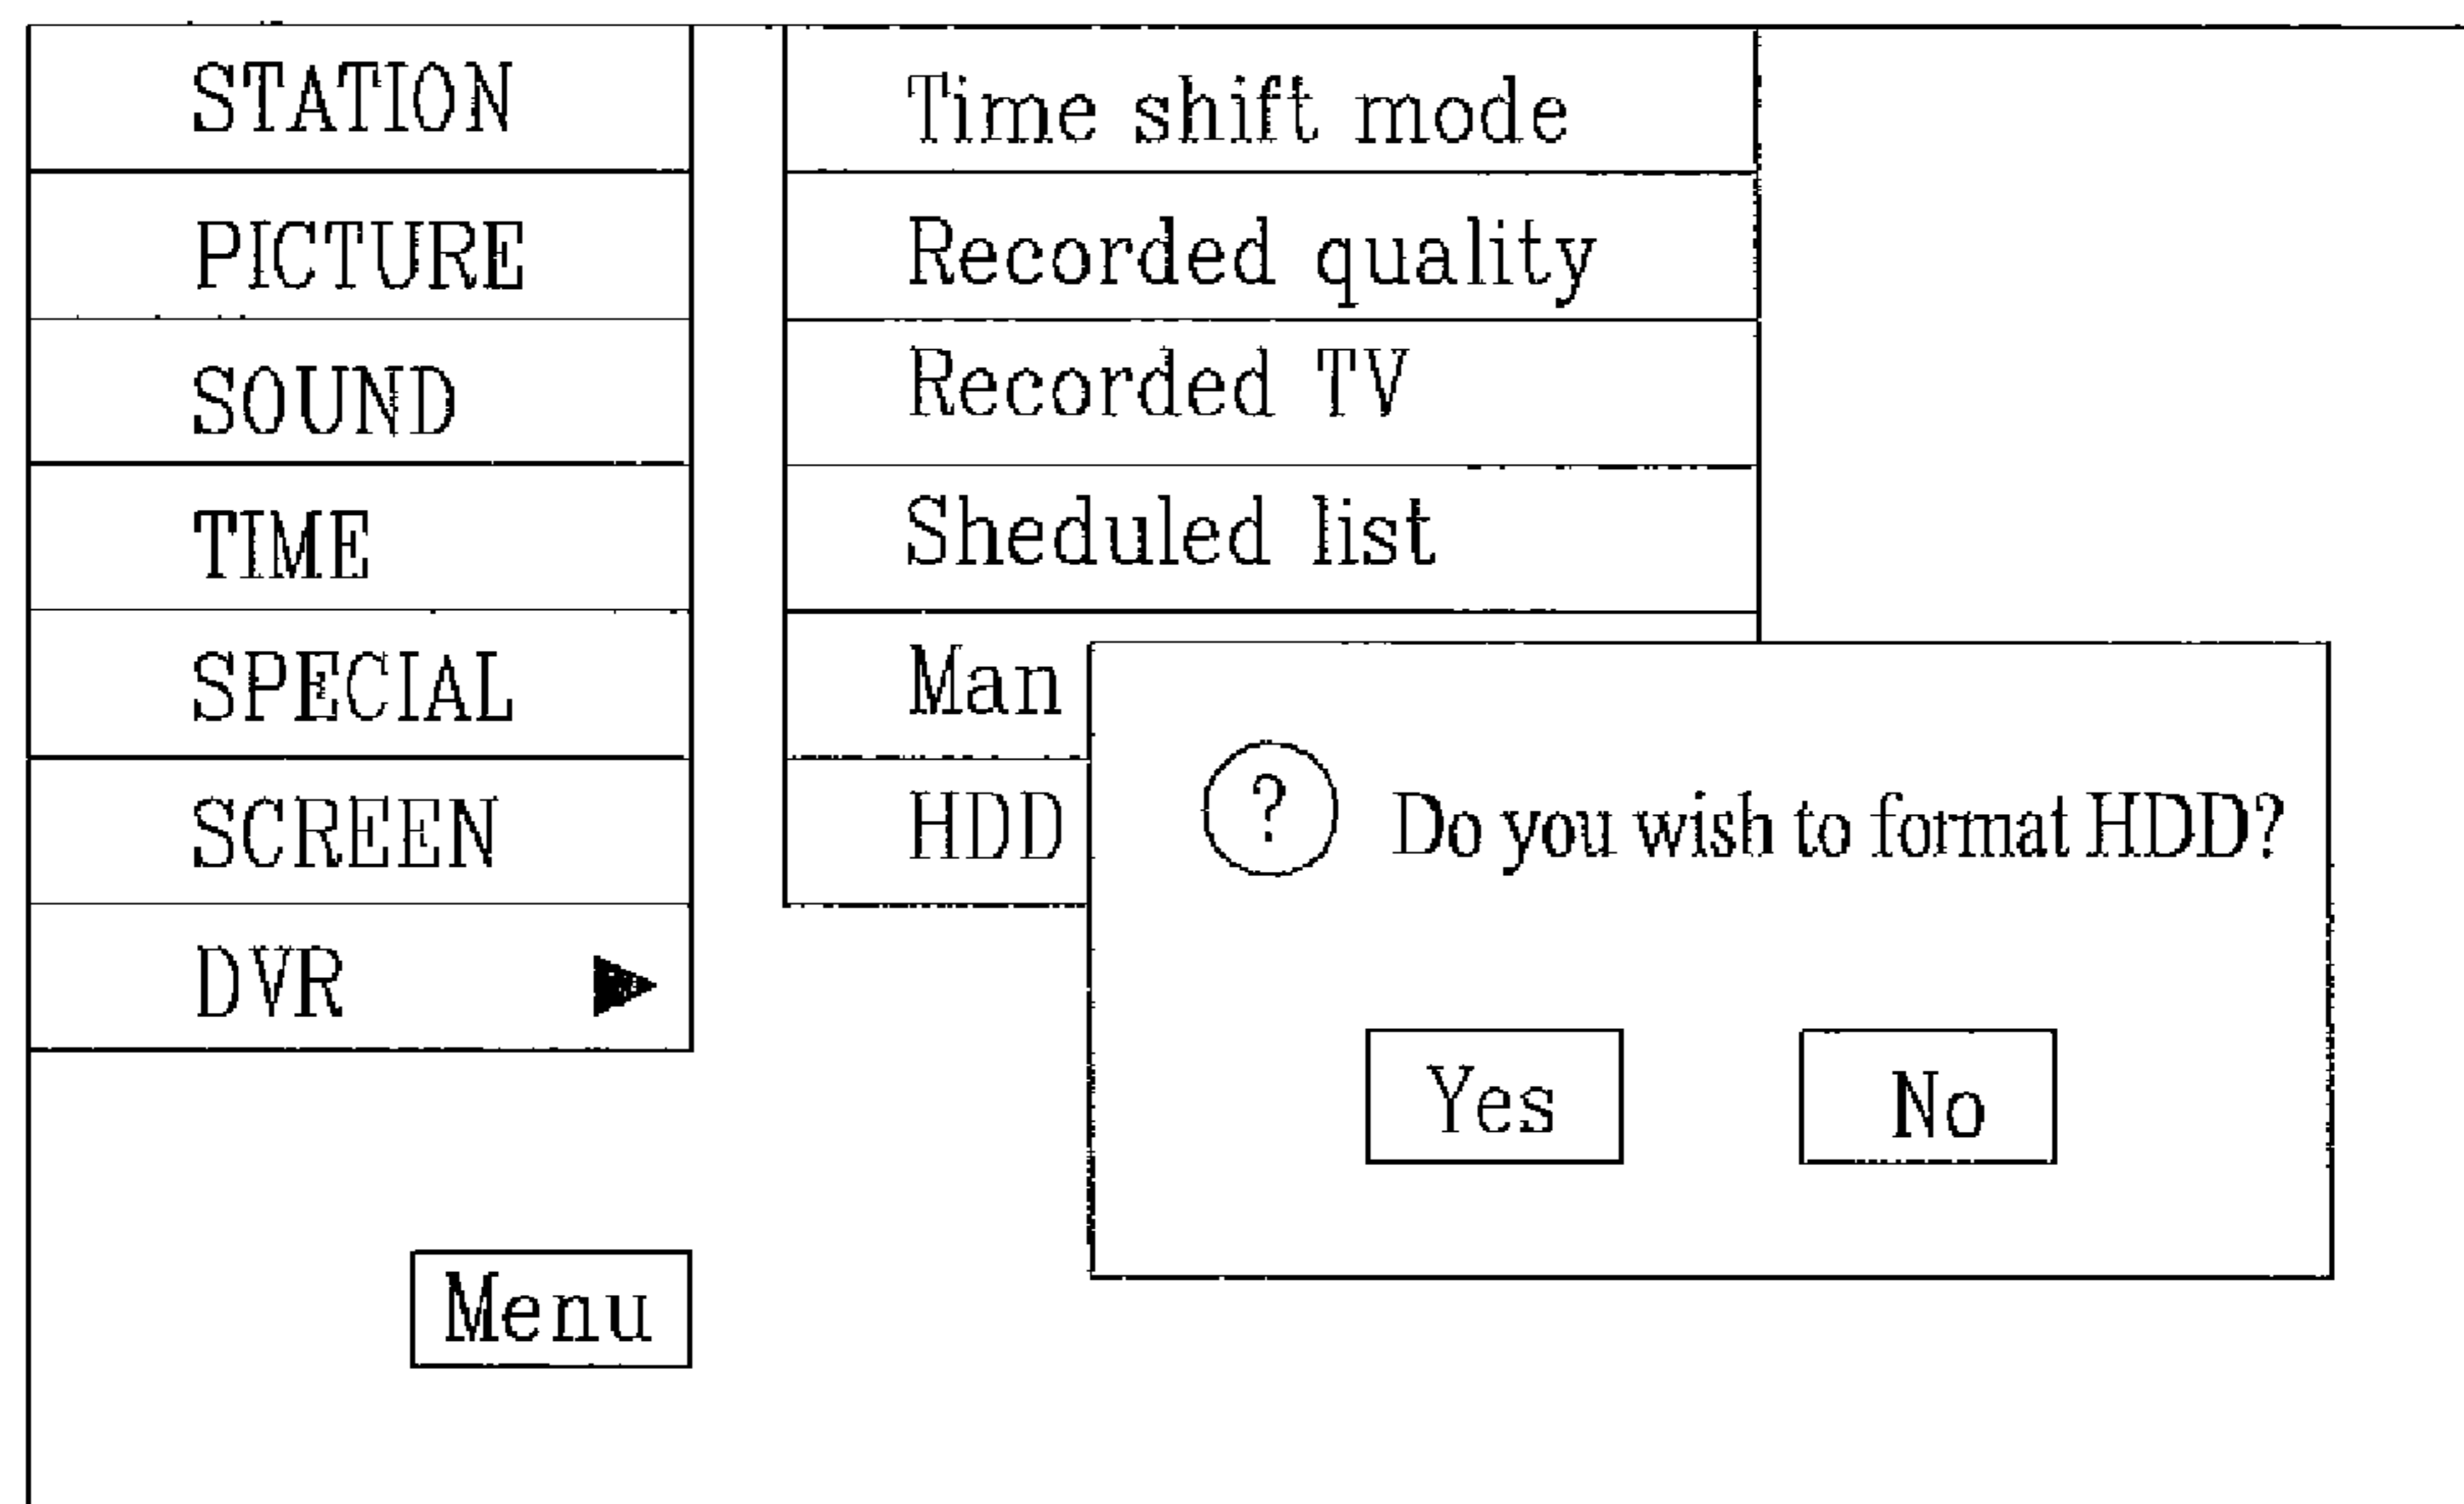 STATION
PICTURE
SOUND
TIME
SPECIAL
SCREEN
DVR
Menu
Time shift mode
Recorded quality
Recorded TV
Sheduled list
Man
HDD
? Do you wish to format HDD?
Yes
No